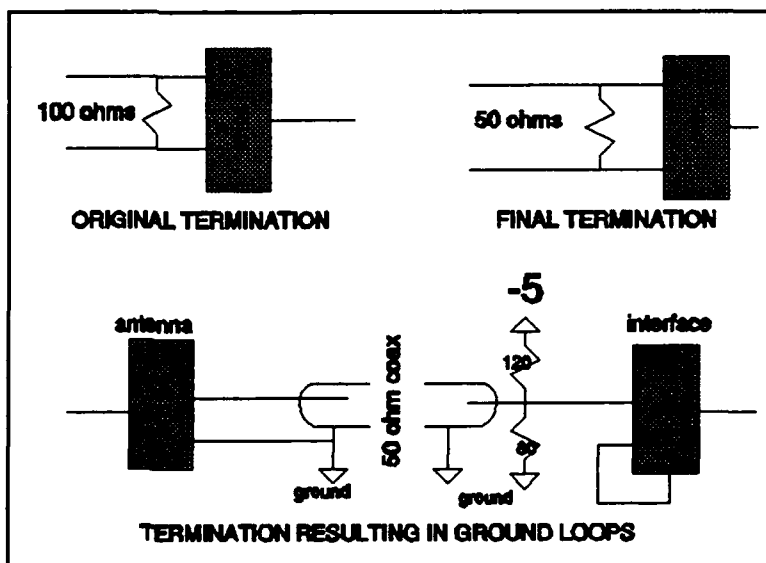 100 ohms
50 ohms
ORIGINAL TERMINATION
FINAL TERMINATION
-5
antenna
interface
50 ohm coax
120
80
ground
ground
TERMINATION RESULTING IN GROUND LOOPS